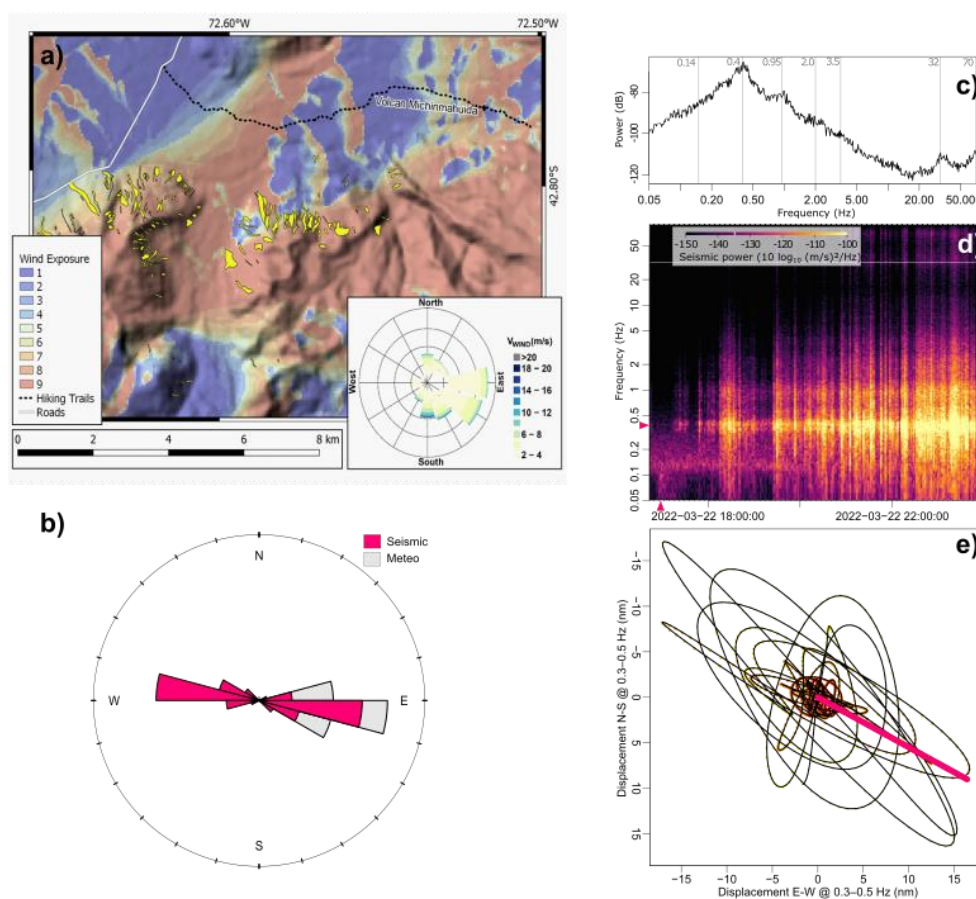 72.60°W 72.50°W
a)
Volcan Michinmahuida
42.80°S
Wind Exposure
1
2
3
4
5
6
7
8
9
Hiking Trails
Roads
0 2 4 6 8 km
North
West
East
South
V WIND (m/s)
>20
18 – 20
14 – 16
10 – 12
6 – 8
2 – 4
b)
Seismic
Meteo
N
W
E
S
c)
0.14 0.4 0.95 2.0 3.5 32 70
Power (dB)
−80
−100
−120
0.05 0.20 0.50 2.00 5.00 20.00 50.00
Frequency (Hz)
d)
−150 −140 −130 −120 −110 −100
Seismic power (10 log10 (m/s)²/Hz)
Frequency (Hz)
50
20
10
5
2
1
0.5
0.2
0.1
0.05
2022−03−22 18:00:00 2022−03−22 22:00:00
e)
Displacement N-S @ 0.3–0.5 Hz (nm)
−15
−10
−5
0
5
10
15
−15 −10 −5 0 5 10 15
Displacement E-W @ 0.3–0.5 Hz (nm)